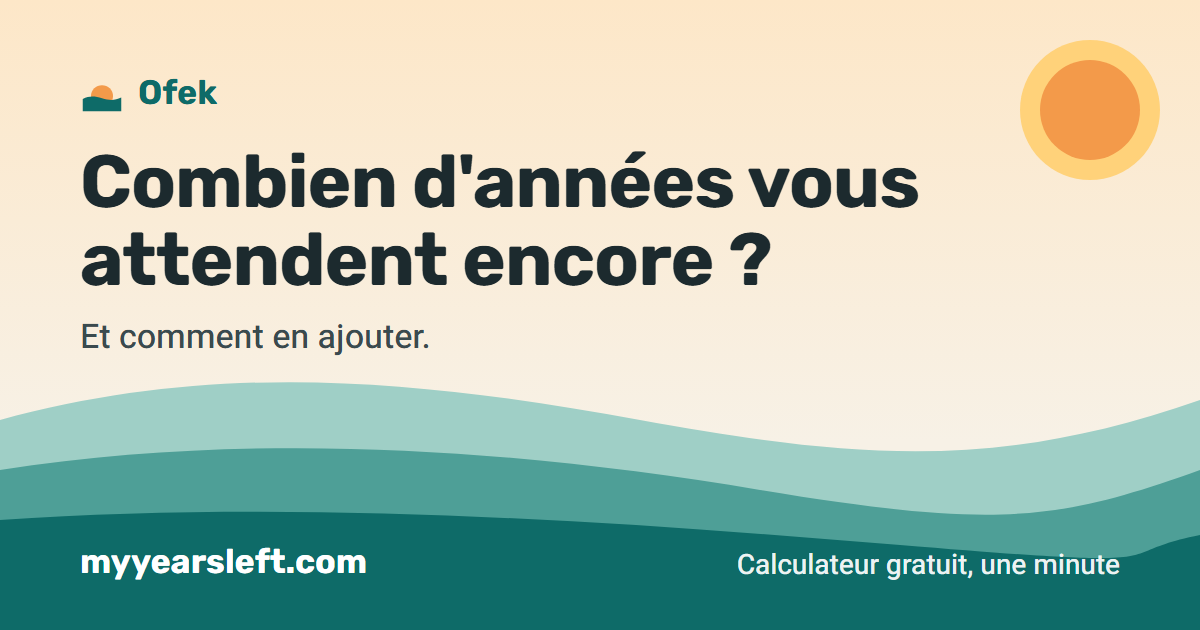 Ofek
Combien d'années vous
attendent encore ?
Et comment en ajouter.
myyearsleft.com
Calculateur gratuit, une minute